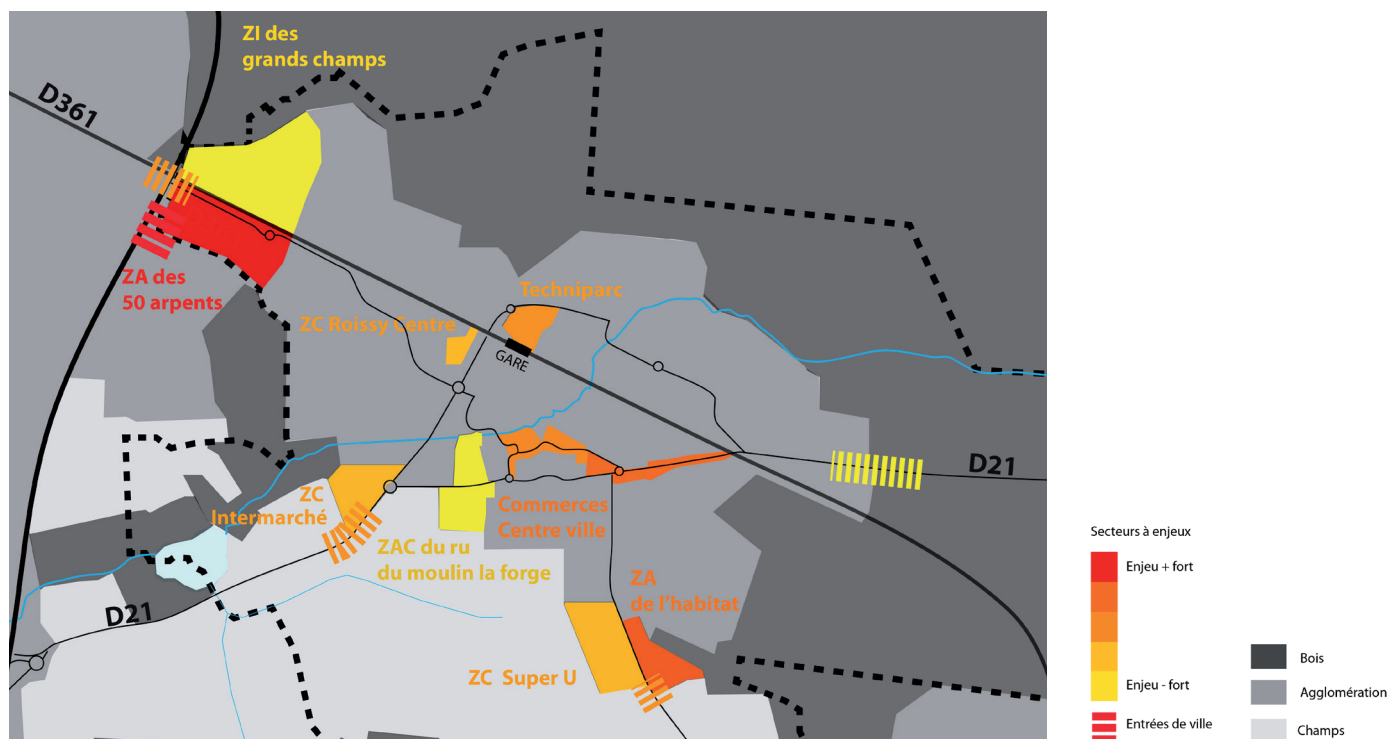 ZI des
grands champs
D361
ZA des
50 arpents
Techniparc
ZC Roissy Centre
GARE
D21
ZC
Intermarché
Commerces
Centre ville
ZAC du ru
du moulin la forge
ZA
de l'habitat
D21
ZC Super U
Secteurs à enjeux
Enjeu + fort
Enjeu - fort
Entrées de ville
Bois
Agglomération
Champs